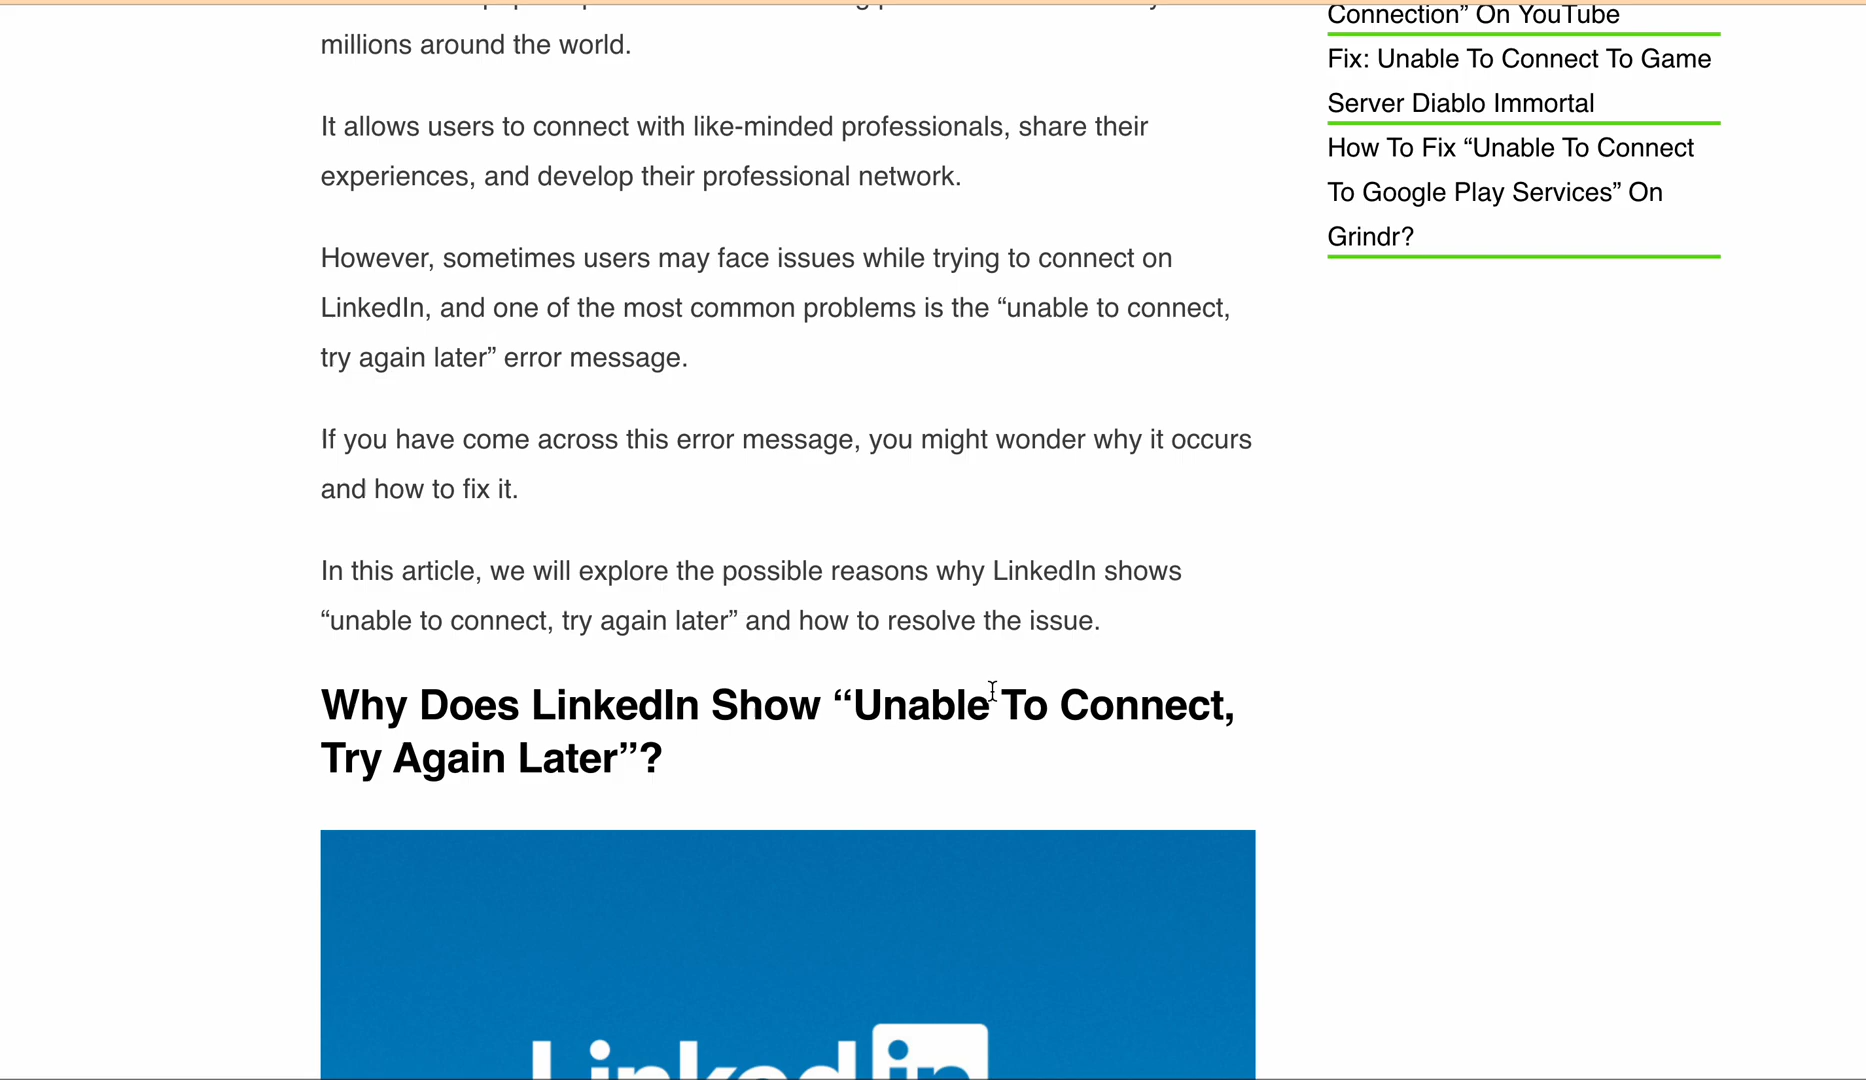 millions around the world.
It allows users to connect with like-minded professionals, share their
experiences, and develop their professional network.
However, sometimes users may face issues while trying to connect on
LinkedIn, and one of the most common problems is the “unable to connect,
try again later” error message.
If you have come across this error message, you might wonder why it occurs
and how to fix it.
In this article, we will explore the possible reasons why LinkedIn shows
“unable to connect, try again later” and how to resolve the issue.
Why Does LinkedIn Show “Unable To Connect,
Try Again Later”?
Linked in
Connection” On YouTube
Fix: Unable To Connect To Game
Server Diablo Immortal
How To Fix “Unable To Connect
To Google Play Services” On
Grindr?